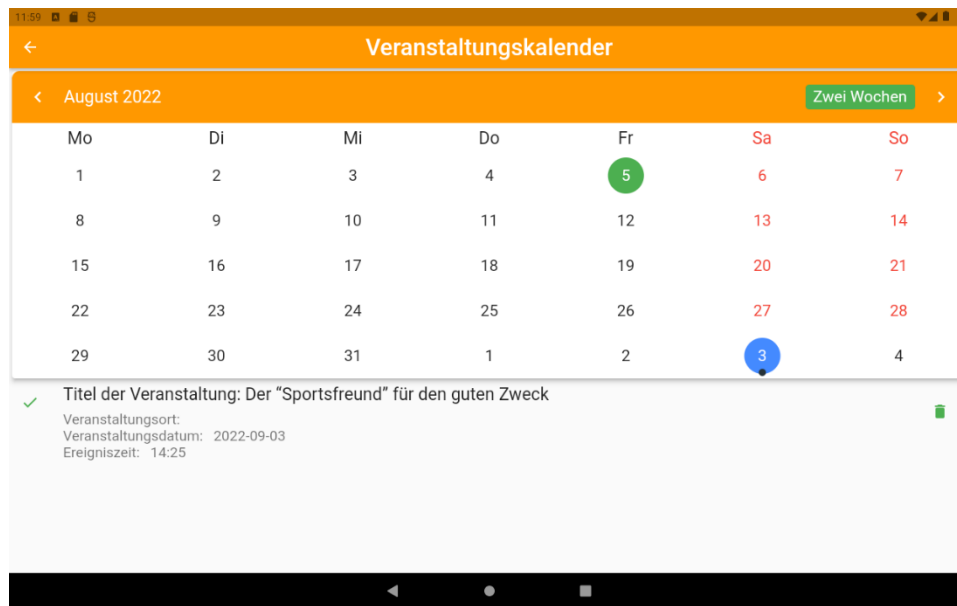 11:59
Veranstaltungskalender
August 2022 Zwei Wochen
Mo Di Mi Do Fr Sa So
1 2 3 4 5 6 7
8 9 10 11 12 13 14
15 16 17 18 19 20 21
22 23 24 25 26 27 28
29 30 31 1 2 3 4
Titel der Veranstaltung: Der “Sportsfreund” für den guten Zweck
Veranstaltungsort:
Veranstaltungsdatum: 2022-09-03
Ereigniszeit: 14:25